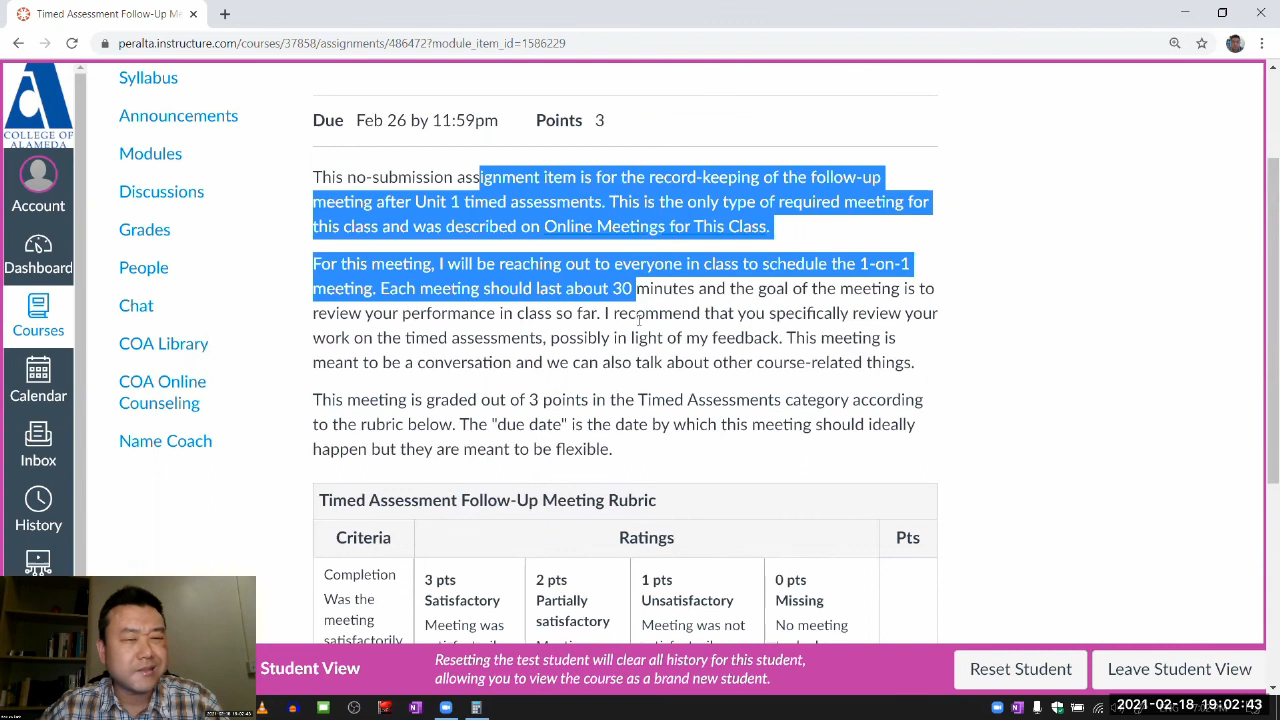 Timed Assessment Follow-Up Mee
peralta.instructure.com/courses/37858/assignments/486472?module_item_id=1586229
COLLEGE OF
ALAMEDA
Account
Dashboard
Courses
Calendar
Inbox
History
Syllabus
Announcements
Modules
Discussions
Grades
People
Chat
COA Library
COA Online
Counseling
Name Coach
Due Feb 26 by 11:59pm Points 3
This no-submission assignment item is for the record-keeping of the follow-up
meeting after Unit 1 timed assessments. This is the only type of required meeting for
this class and was described on Online Meetings for This Class.
For this meeting, I will be reaching out to everyone in class to schedule the 1-on-1
meeting. Each meeting should last about 30 minutes and the goal of the meeting is to
review your performance in class so far. I recommend that you specifically review your
work on the timed assessments, possibly in light of my feedback. This meeting is
meant to be a conversation and we can also talk about other course-related things.
This meeting is graded out of 3 points in the Timed Assessments category according
to the rubric below. The "due date" is the date by which this meeting should ideally
happen but they are meant to be flexible.
Timed Assessment Follow-Up Meeting Rubric
Criteria Ratings Pts
Completion
Was the
meeting
satisfactorily
3 pts
Satisfactory
Meeting was
2 pts
Partially
satisfactory
1 pts
Unsatisfactory
Meeting was not
0 pts
Missing
No meeting
Student View
Resetting the test student will clear all history for this student,
allowing you to view the course as a brand new student.
Reset Student
Leave Student View
2021-02-18 19:02:43
2021-02-18 19:02:43